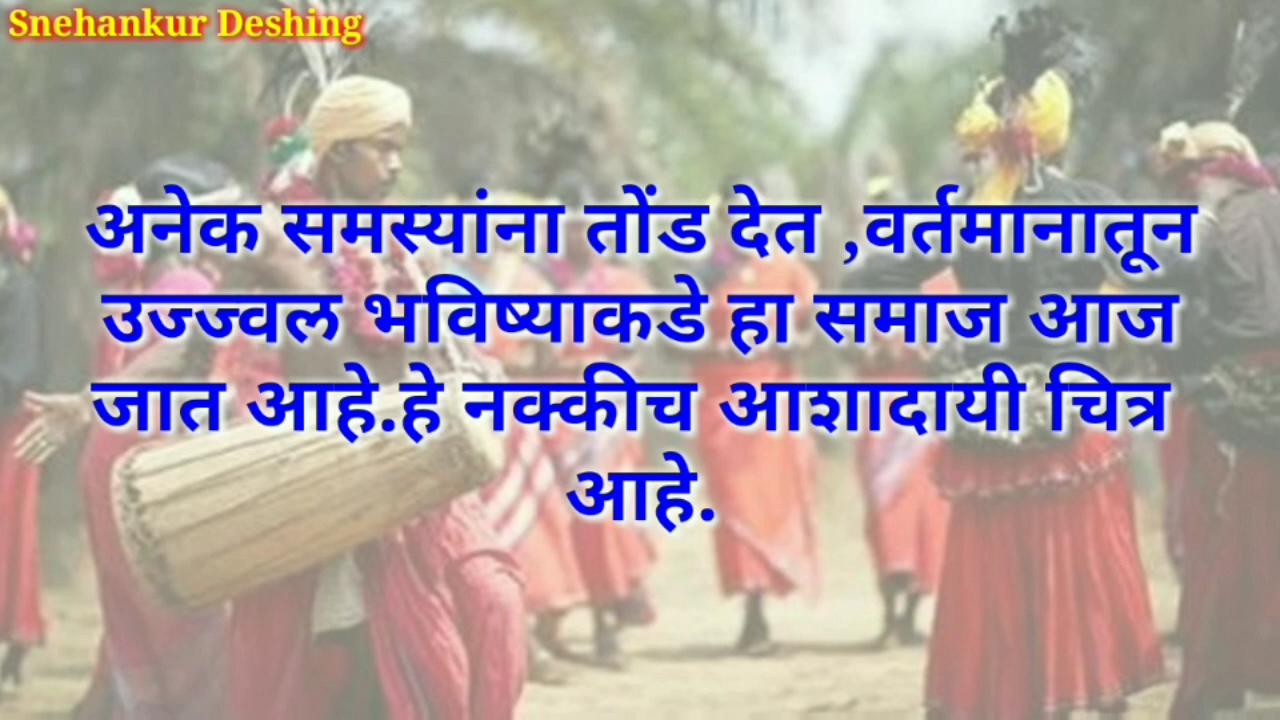 Snehankur Deshing
अनेक समस्यांना तोंड देत ,वर्तमानातून
उज्ज्वल भविष्याकडे हा समाज आज
जात आहे.हे नक्कीच आशादायी चित्र
आहे.